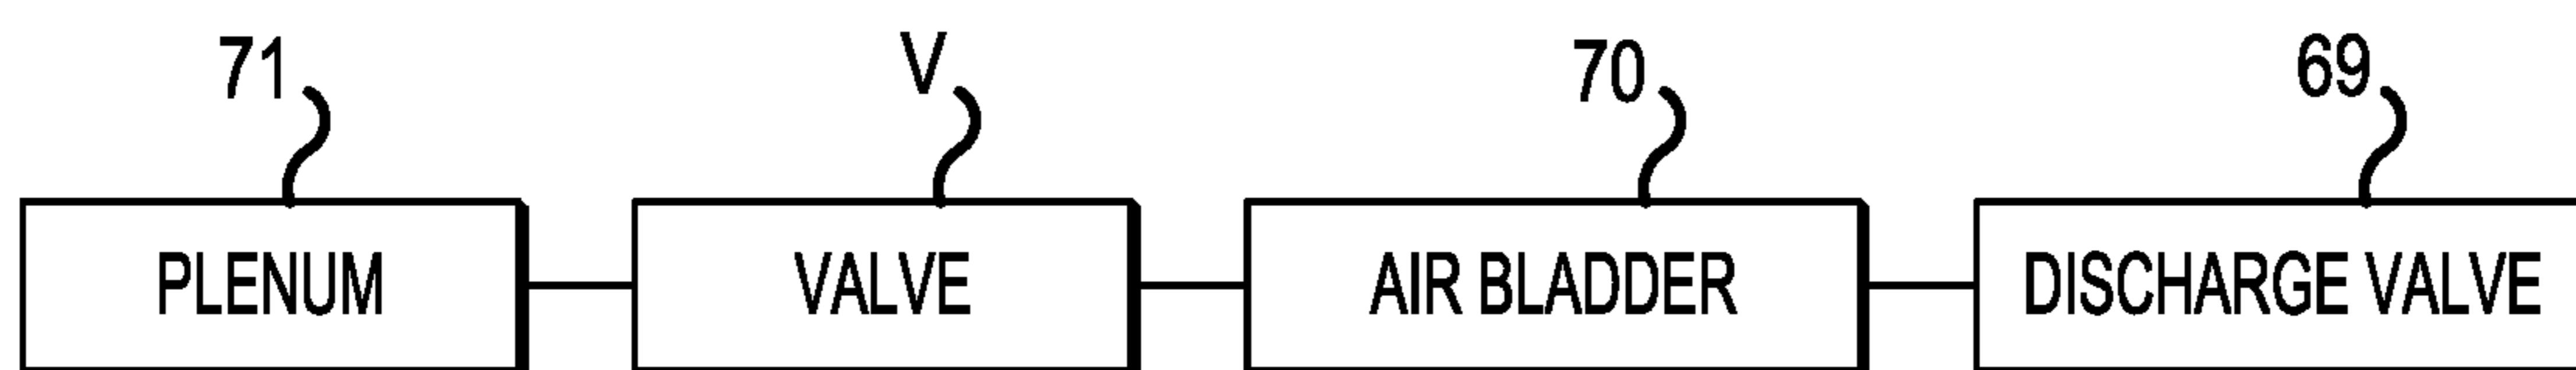 71 V 70 69
PLENUM VALVE AIR BLADDER DISCHARGE VALVE